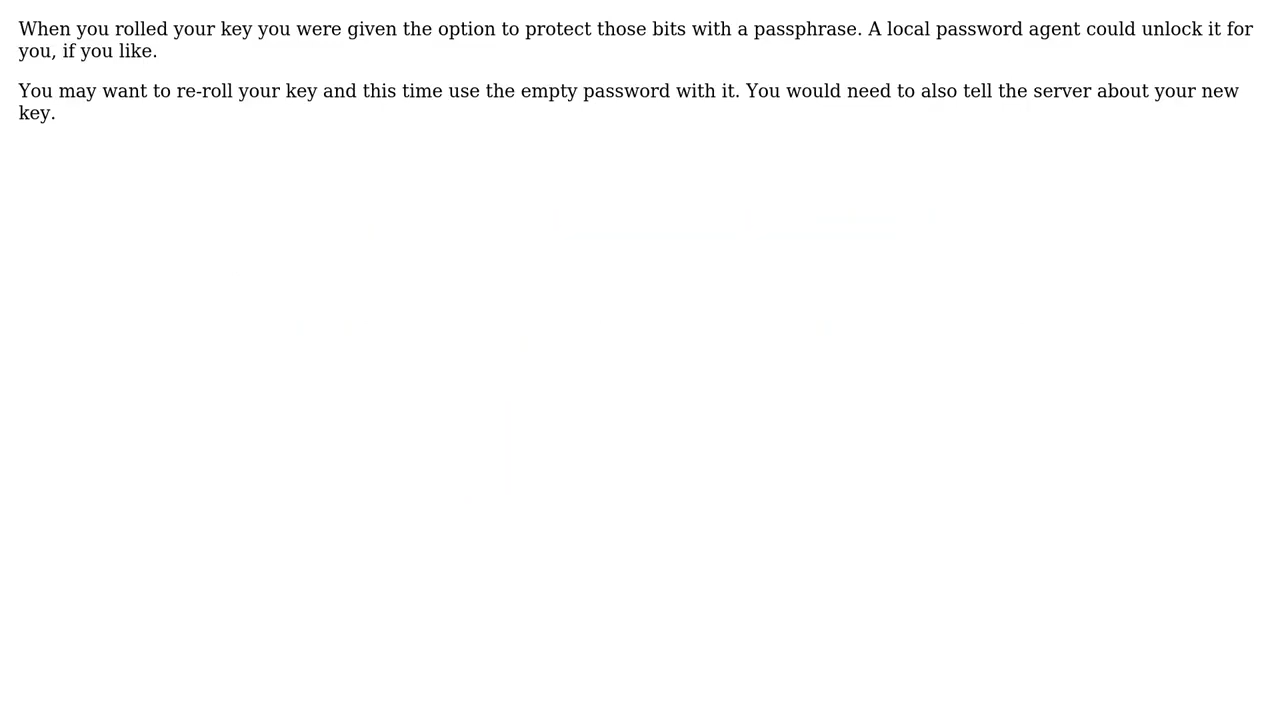 When you rolled your key you were given the option to protect those bits with a passphrase. A local password agent could unlock it for
you, if you like.
You may want to re-roll your key and this time use the empty password with it. You would need to also tell the server about your new
key.